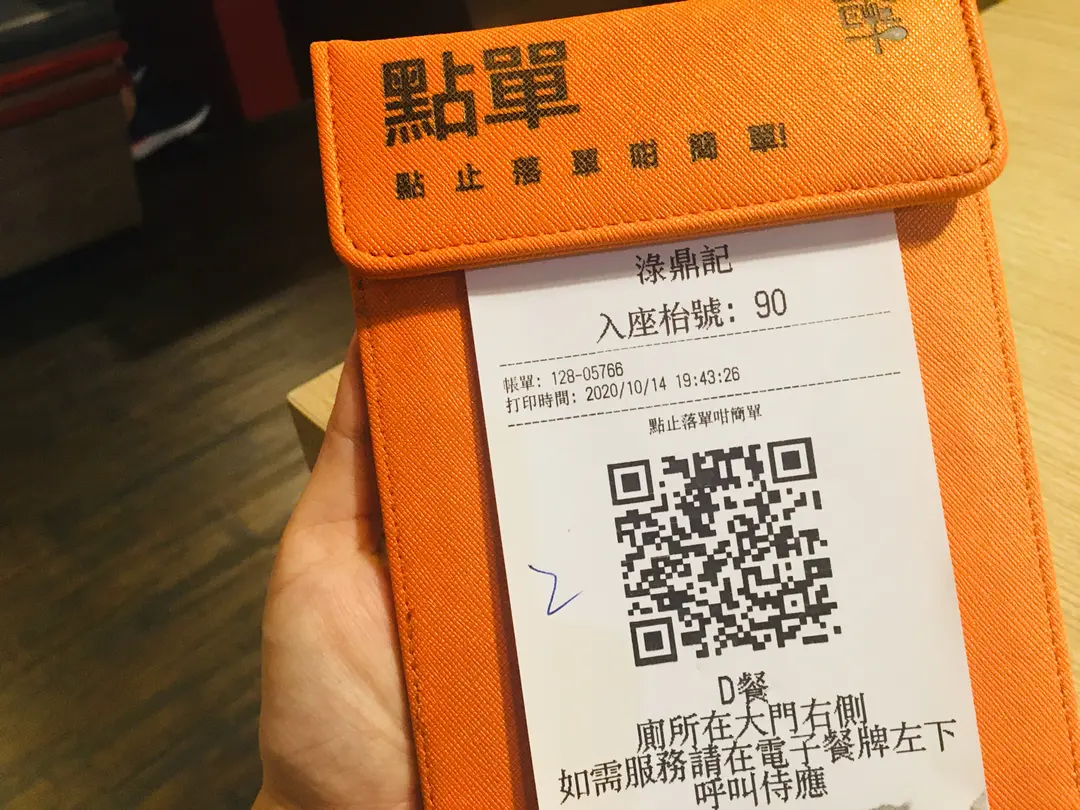 點單
點止落單咁簡單!
淥鼎記
入座枱號: 90
帳單: 128-05766
打印時間: 2020/10/14 19:43:26
點止落單咁簡單
2
D餐
廁所在大門右側
如需服務請在電子餐牌左下
呼叫侍應